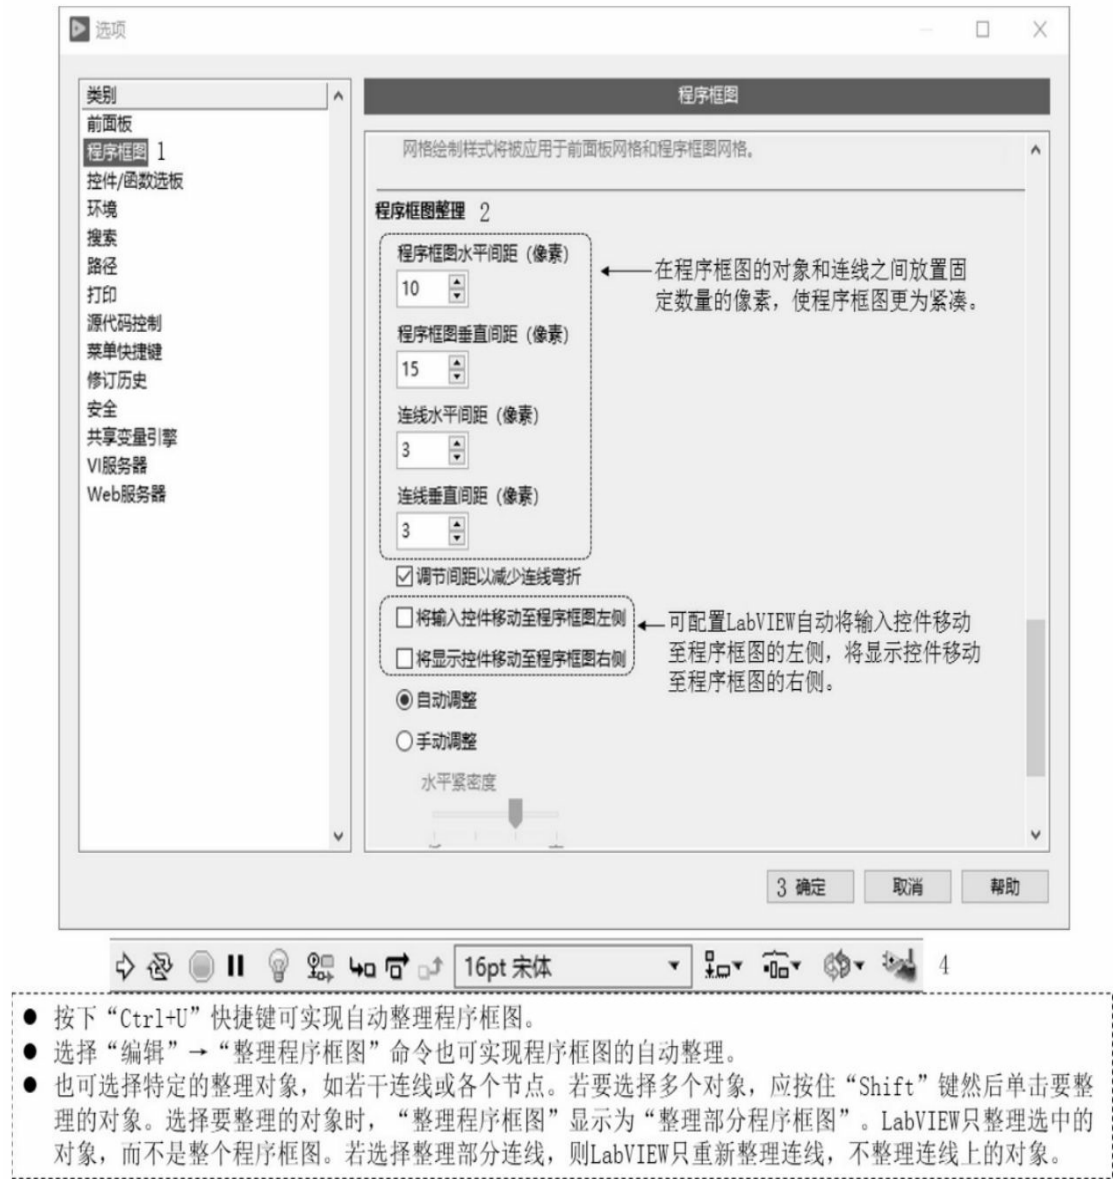 选项
类别
前面板
程序框图 1
控件/函数选板
环境
搜索
路径
打印
源代码控制
菜单快捷键
修订历史
安全
共享变量引擎
VI服务器
Web服务器
程序框图
网格绘制样式将被应用于前面板网格和程序框图网格。
程序框图整理 2
程序框图水平间距（像素）
10
程序框图垂直间距（像素）
15
连线水平间距（像素）
3
连线垂直间距（像素）
3
在程序框图的对象和连线之间放置固
定数量的像素，使程序框图更为紧凑。
调节间距以减少连线弯折
将输入控件移动至程序框图左侧
将显示控件移动至程序框图右侧
可配置LabVIEW自动将输入控件移动
至程序框图的左侧，将显示控件移动
至程序框图的右侧。
自动调整
手动调整
水平紧密度
3 确定 取消 帮助
16pt 宋体
4
● 按下“Ctrl+U”快捷键可实现自动整理程序框图。
● 选择“编辑”→“整理程序框图”命令也可实现程序框图的自动整理。
● 也可选择特定的整理对象，如若干连线或各个节点。若要选择多个对象，应按住“Shift”键然后单击要整
理的对象。选择要整理的对象时，“整理程序框图”显示为“整理部分程序框图”。LabVIEW只整理选中的
对象，而不是整个程序框图。若选择整理部分连线，则LabVIEW只重新整理连线，不整理连线上的对象。